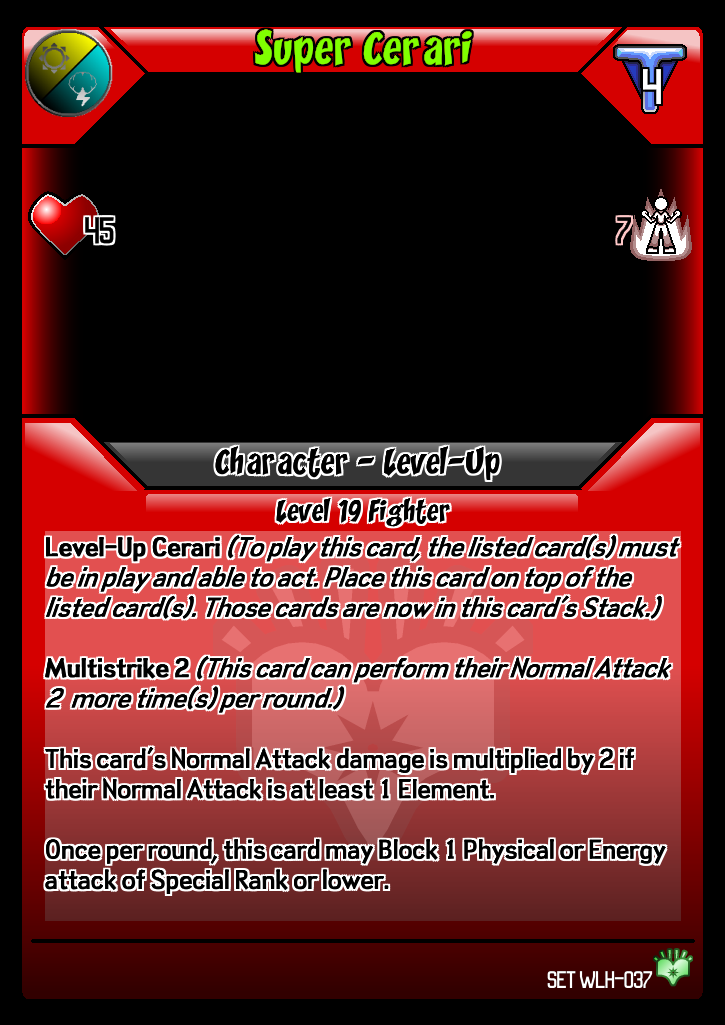 Super Cerari
4
45
7
Character - Level-Up
Level 19 Fighter
Level-Up Cerari (To play this card, the listed card(s) must
be in play and able to act. Place this card on top of the
listed card(s). Those cards are now in this card's Stack.)
Multistrike 2 (This card can perform their Normal Attack
2 more time(s) per round.)
This card's Normal Attack damage is multiplied by 2 if
their Normal Attack is at least 1 Element.
Once per round, this card may Block 1 Physical or Energy
attack of Special Rank or lower.
SET WLH-037